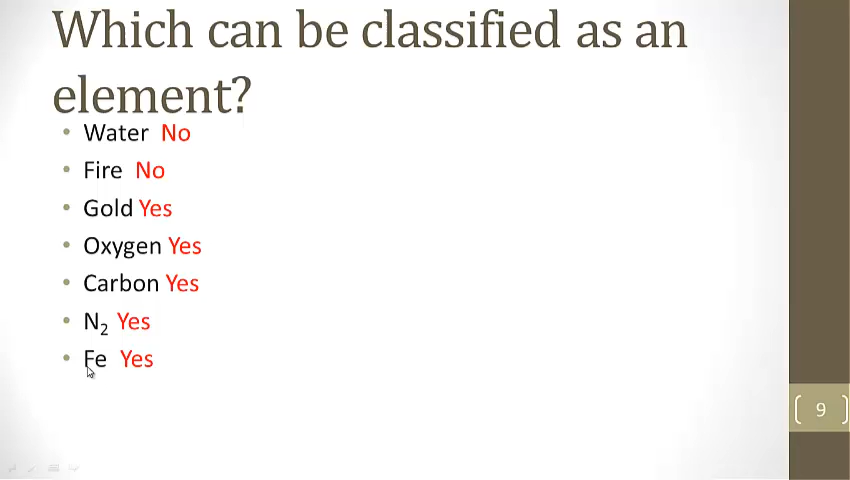 Which can be classified as an
element?
• Water No
• Fire No
• Gold Yes
• Oxygen Yes
• Carbon Yes
• N₂ Yes
• Fe Yes
9